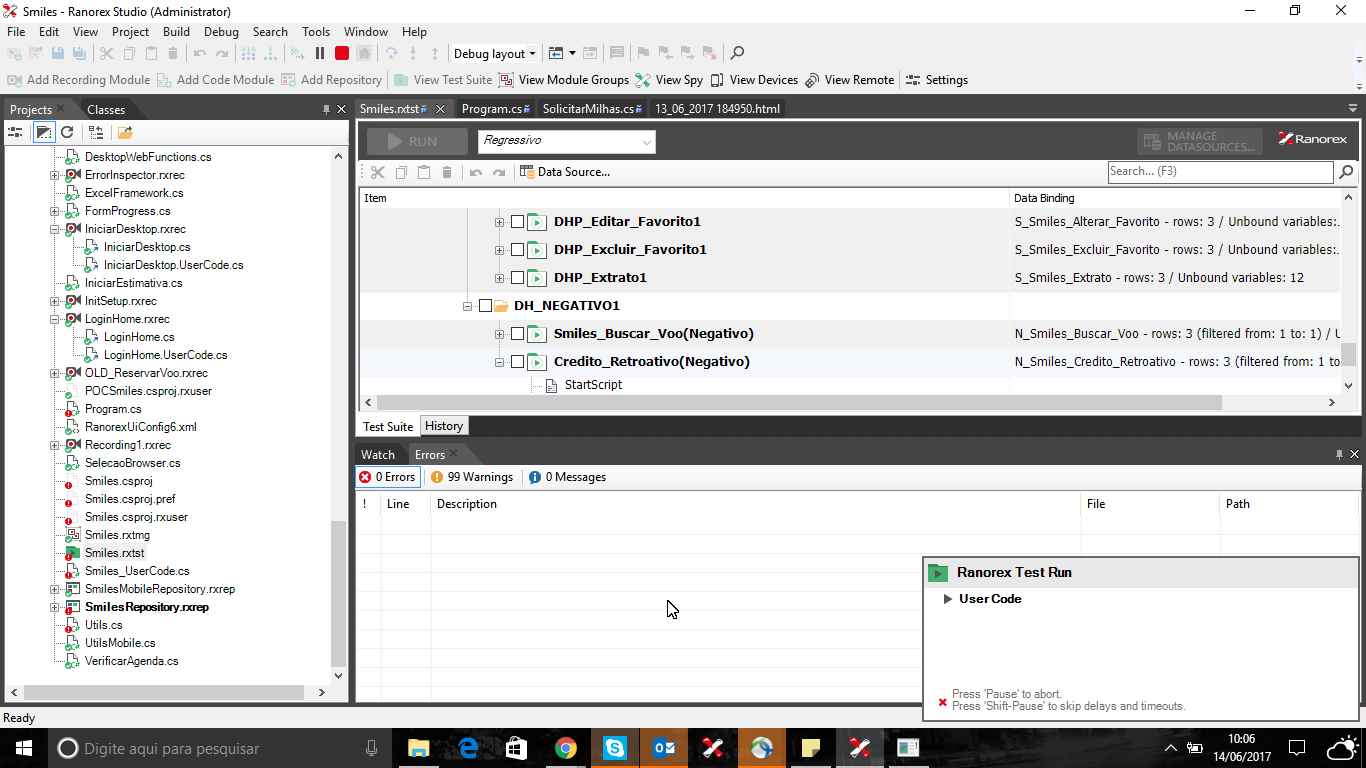 Smiles - Ranorex Studio (Administrator)
File Edit View Project Build Debug Search Tools Window Help
Debug layout
Add Recording Module Add Code Module Add Repository View Test Suite View Module Groups View Spy View Devices View Remote Settings
Projects Classes
DesktopWebFunctions.cs
ErrorInspector.rxrec
ExcelFramework.cs
FormProgress.cs
IniciarDesktop.rxrec
IniciarDesktop.cs
IniciarDesktop.UserCode.cs
IniciarEstimativa.cs
InitSetup.rxrec
LoginHome.rxrec
LoginHome.cs
LoginHome.UserCode.cs
OLD_ReservarVoo.rxrec
POCSmiles.csproj.rxuser
Program.cs
RanorexUiConfig6.xml
Recording1.rxrec
SelecaoBrowser.cs
Smiles.csproj
Smiles.csproj.pref
Smiles.csproj.rxuser
Smiles.rxtmg
Smiles.rxtst
Smiles_UserCode.cs
SmilesMobileRepository.rxrep
SmilesRepository.rxrep
Utils.cs
UtilsMobile.cs
VerificarAgenda.cs
Smiles.rxtst Program.cs SolicitarMilhas.cs 13_06_2017 184950.html
RUN Regressivo MANAGE DATASOURCES... Ranorex
Data Source... Search... (F3)
Item Data Binding
DHP_Editar_Favorito1 S_Smiles_Alterar_Favorito - rows: 3 / Unbound variables:.
DHP_Excluir_Favorito1 S_Smiles_Excluir_Favorito - rows: 3 / Unbound variables:.
DHP_Extrato1 S_Smiles_Extrato - rows: 3 / Unbound variables: 12
DH_NEGATIVO1
Smiles_Buscar_Voo(Negativo) N_Smiles_Buscar_Voo - rows: 3 (filtered from: 1 to: 1) / U
Credito_Retroativo(Negativo) N_Smiles_Credito_Retroativo - rows: 3 (filtered from: 1 to
StartScript
Test Suite History
Watch Errors
0 Errors 99 Warnings 0 Messages
! Line Description File Path
Ranorex Test Run
User Code
Press 'Pause' to abort.
Press 'Shift-Pause' to skip delays and timeouts.
Ready
Digite aqui para pesquisar
10:06
14/06/2017